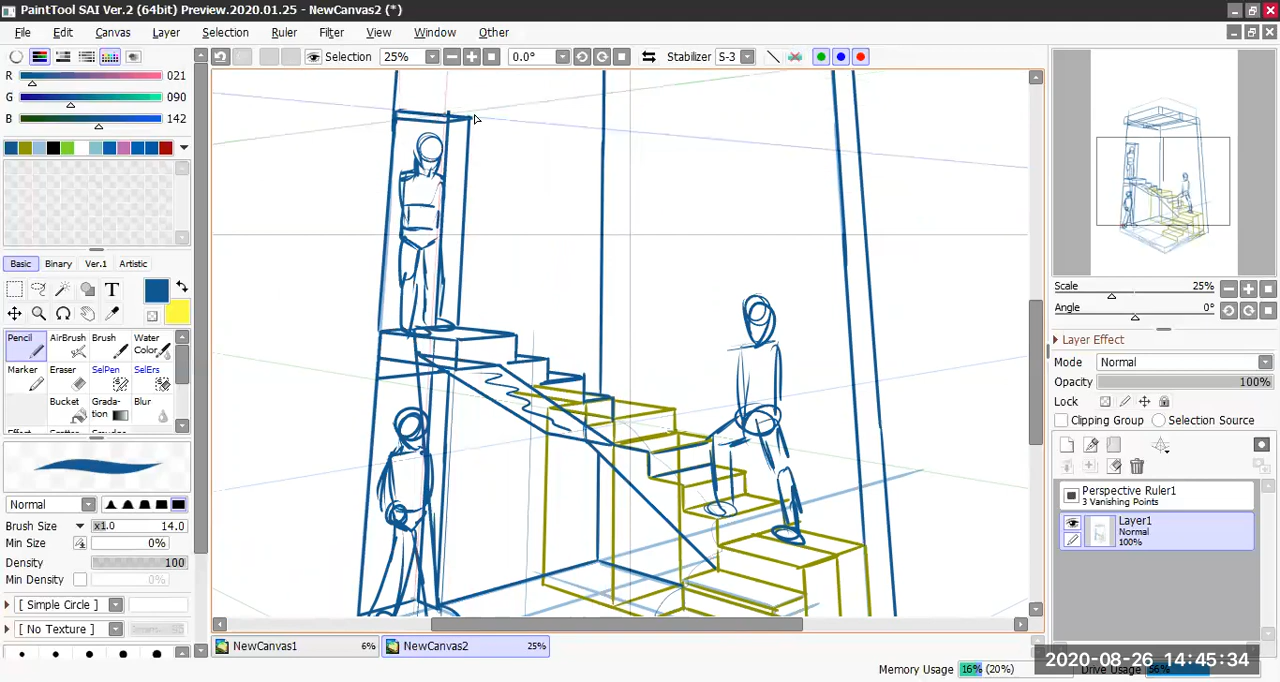 PaintTool SAI Ver.2 (64bit) Preview.2020.01.25 - NewCanvas2 (*)
File Edit Canvas Layer Selection Ruler Filter View Window Other
Selection 25% 0.0° Stabilizer S-3
R 021
G 090
B 142
Basic Binary Ver.1 Artistic
T
Pencil AirBrush Brush Water Color
Marker Eraser SelPen SelErs
Bucket Grada-tion Blur
Normal
Brush Size x1.0 14.0
Min Size 0%
Density 100
Min Density 0%
[ Simple Circle ]
[ No Texture ]
Scale 25%
Angle 0°
Layer Effect
Mode Normal
Opacity 100%
Lock
Clipping Group Selection Source
Perspective Ruler1
3 Vanishing Points
Layer1
Normal
100%
NewCanvas1 6% NewCanvas2 25%
Memory Usage 16% (20%) Drive Usage 56%
2020-08-26 14:45:34